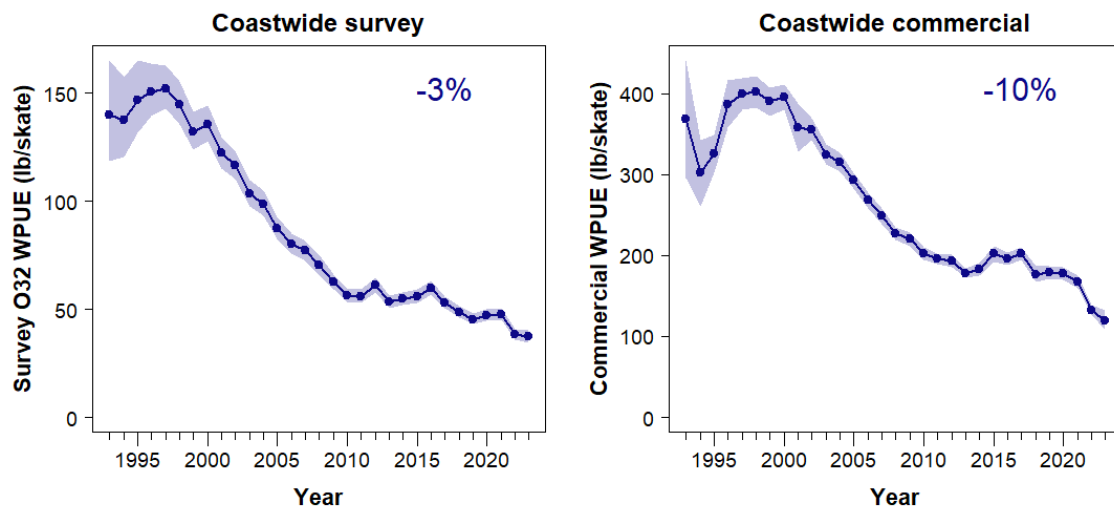 Coastwide survey
-3%
Survey O32 WPUE (lb/skate)
150
100
50
0
1995 2000 2005 2010 2015 2020
Year
Coastwide commercial
-10%
Commercial WPUE (lb/skate)
400
300
200
100
0
1995 2000 2005 2010 2015 2020
Year